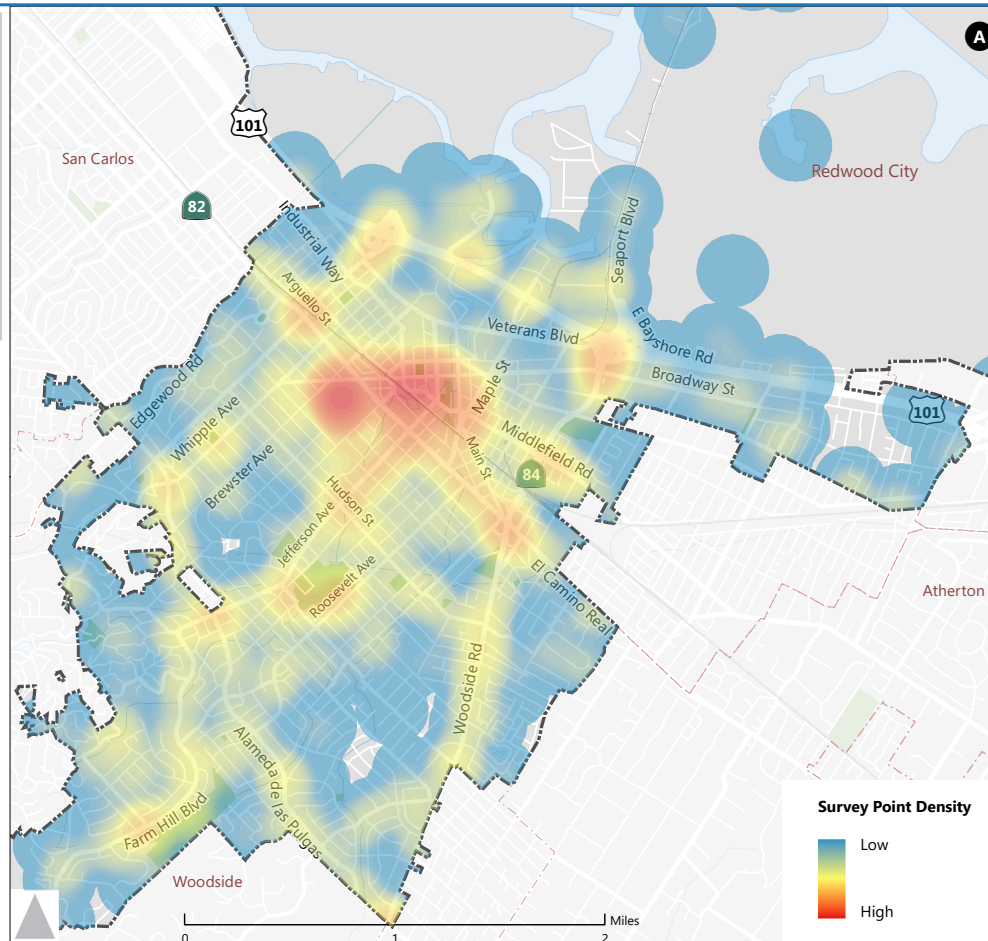 A
101
San Carlos
Redwood City
82
Industrial Way
Seaport Blvd
Arguello St
Veterans Blvd
E Bayshore Rd
Maple St
Broadway St
Edgewood Rd
101
Whipple Ave
Middlefield Rd
Main St
Brewster Ave
84
Hudson St
Jefferson Ave
Roosevelt Ave
El Camino Real
Atherton
Woodside Rd
Alameda de las Pulgas
Farm Hill Blvd
Woodside
Survey Point Density
Low
High
Miles
0 1 2